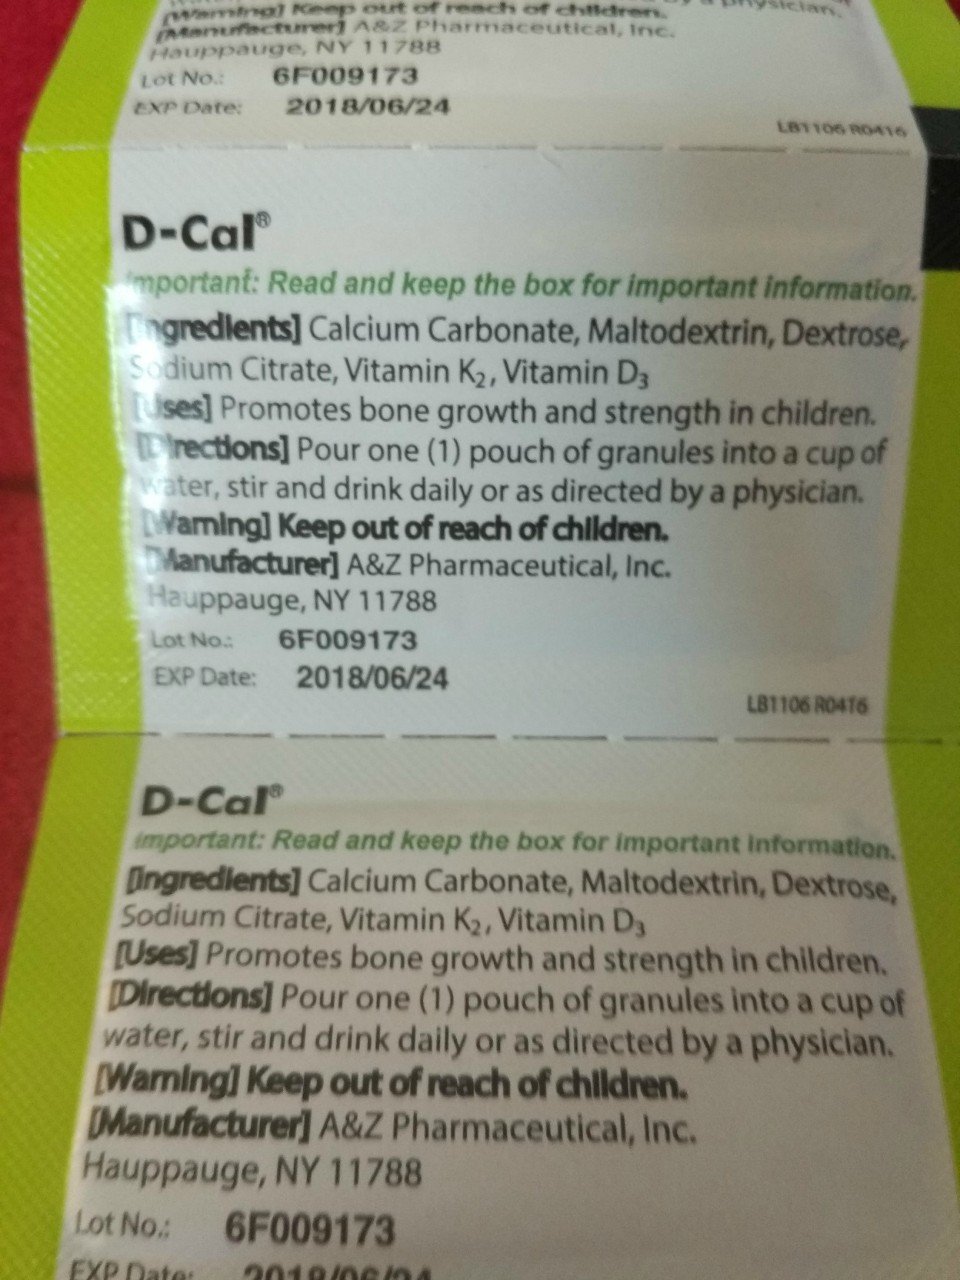 by a physician.
[Warning] Keep out of reach of children.
[Manufacturer] A&Z Pharmaceutical, Inc.
Hauppauge, NY 11788
Lot No.: 6F009173
EXP Date: 2018/06/24
LB1106 R0416
D-Cal®
Important: Read and keep the box for important information.
[Ingredients] Calcium Carbonate, Maltodextrin, Dextrose,
Sodium Citrate, Vitamin K₂, Vitamin D₃
[Uses] Promotes bone growth and strength in children.
[Directions] Pour one (1) pouch of granules into a cup of
water, stir and drink daily or as directed by a physician.
[Warning] Keep out of reach of children.
[Manufacturer] A&Z Pharmaceutical, Inc.
Hauppauge, NY 11788
Lot No.: 6F009173
EXP Date: 2018/06/24
LB1106 R0416
D-Cal®
Important: Read and keep the box for important information.
[Ingredients] Calcium Carbonate, Maltodextrin, Dextrose,
Sodium Citrate, Vitamin K₂, Vitamin D₃
[Uses] Promotes bone growth and strength in children.
[Directions] Pour one (1) pouch of granules into a cup of
water, stir and drink daily or as directed by a physician.
[Warning] Keep out of reach of children.
[Manufacturer] A&Z Pharmaceutical, Inc.
Hauppauge, NY 11788
Lot No.: 6F009173
EXP Date: 2018/06/24